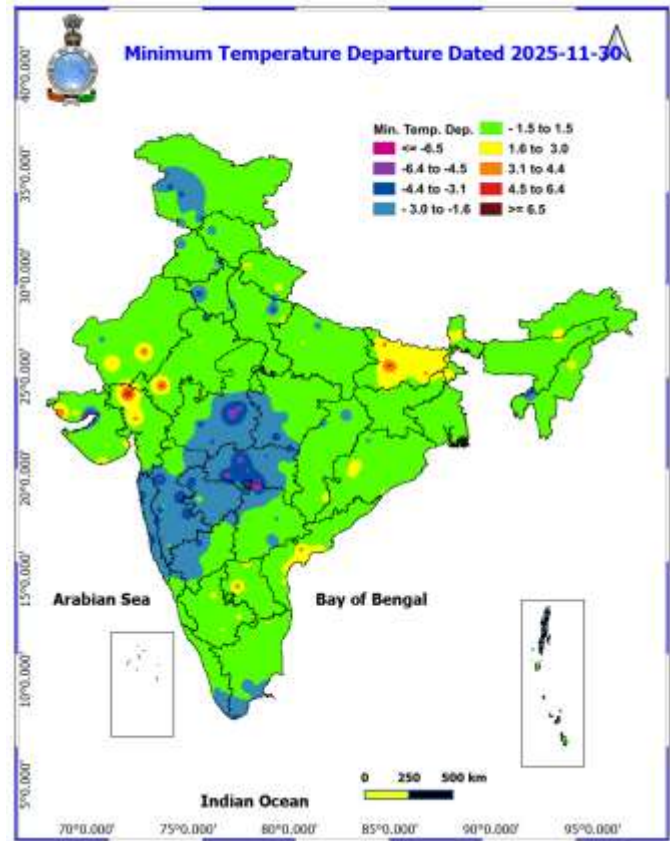 Minimum Temperature Departure Dated 2025-11-30
Min. Temp. Dep.
<= -6.5
-6.4 to -4.5
-4.4 to -3.1
- 3.0 to -1.6
- 1.5 to 1.5
1.6 to 3.0
3.1 to 4.4
4.5 to 6.4
>= 6.5
40°0.000'
35°0.000'
30°0.000'
25°0.000'
20°0.000'
15°0.000'
10°0.000'
5°0.000'
Arabian Sea
Bay of Bengal
0 250 500 km
Indian Ocean
70°0.000' 75°0.000' 80°0.000' 85°0.000' 90°0.000' 95°0.000'